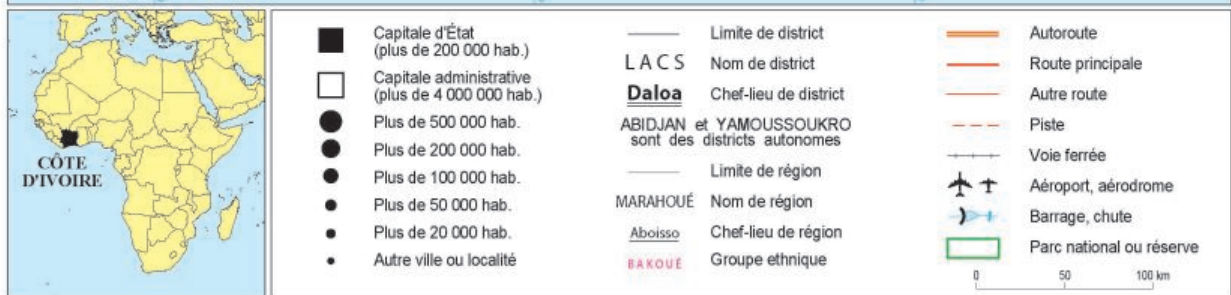 CÔTE
D'IVOIRE
Capitale d'État
(plus de 200 000 hab.)
Capitale administrative
(plus de 4 000 000 hab.)
Plus de 500 000 hab.
Plus de 200 000 hab.
Plus de 100 000 hab.
Plus de 50 000 hab.
Plus de 20 000 hab.
Autre ville ou localité
Limite de district
LACS Nom de district
Daloa Chef-lieu de district
ABIDJAN et YAMOUSSOUKRO
sont des districts autonomes
Limite de région
MARAHOUÉ Nom de région
Aboisso Chef-lieu de région
BAKOUÉ Groupe ethnique
Autoroute
Route principale
Autre route
Piste
Voie ferrée
Aéroport, aérodrome
Barrage, chute
Parc national ou réserve
0 50 100 km